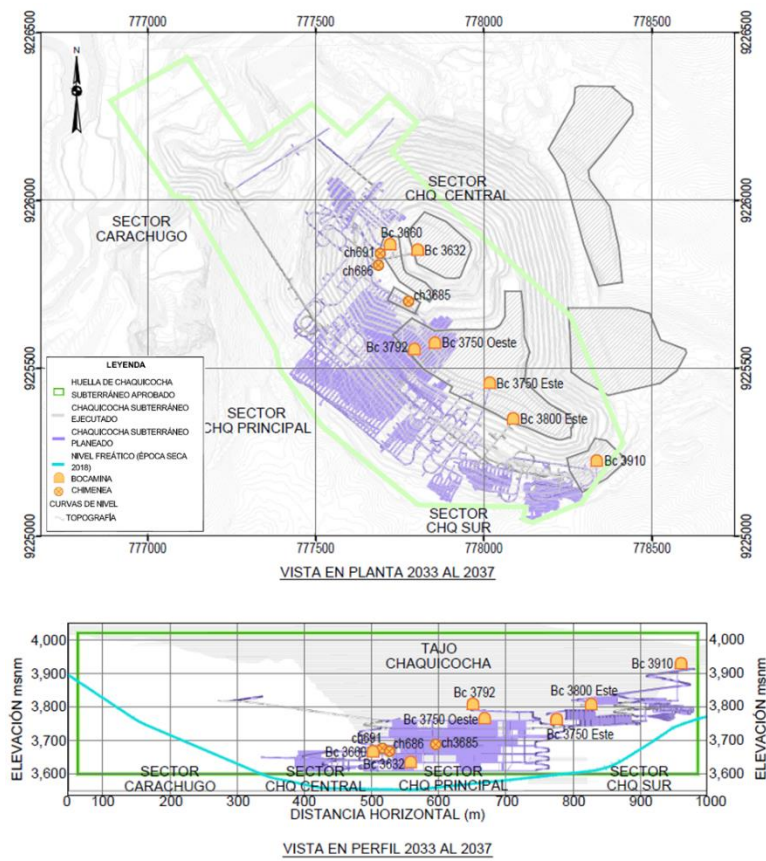 777000 777500 778000 778500
9226500 9226500
N
SECTOR
CHQ CENTRAL
9226000 9226000
SECTOR
CARACHUGO
Bc 3660
ch691
Bc 3632
ch686
ch3685
Bc 3792
Bc 3750 Oeste
9225500 9225500
Bc 3750 Este
Bc 3800 Este
SECTOR
CHQ PRINCIPAL
Bc 3910
SECTOR
CHQ SUR
LEYENDA
HUELLA DE CHAQUICOCHA
SUBTERRÁNEO APROBADO
CHAQUICOCHA SUBTERRÁNEO
EJECUTADO
CHAQUICOCHA SUBTERRÁNEO
PLANEADO
NIVEL FREÁTICO (ÉPOCA SECA
2018)
BOCAMINA
CHIMENEA
CURVAS DE NIVEL
TOPOGRAFÍA
9225000 9225000
777000 777500 778000 778500
VISTA EN PLANTA 2033 AL 2037
ELEVACIÓN msnm
4,000 4,000
3,900 3,900
3,800 3,800
3,700 3,700
3,600 3,600
ELEVACIÓN msnm
TAJO
CHAQUICOCHA
Bc 3910
Bc 3792
Bc 3800 Este
Bc 3750 Oeste
Bc 3750 Este
ch691
ch686
ch3685
Bc 3660
Bc 3632
SECTOR
CARACHUGO
SECTOR
CHQ CENTRAL
SECTOR
CHQ PRINCIPAL
SECTOR
CHQ SUR
0 100 200 300 400 500 600 700 800 900 1000
DISTANCIA HORIZONTAL (m)
VISTA EN PERFIL 2033 AL 2037